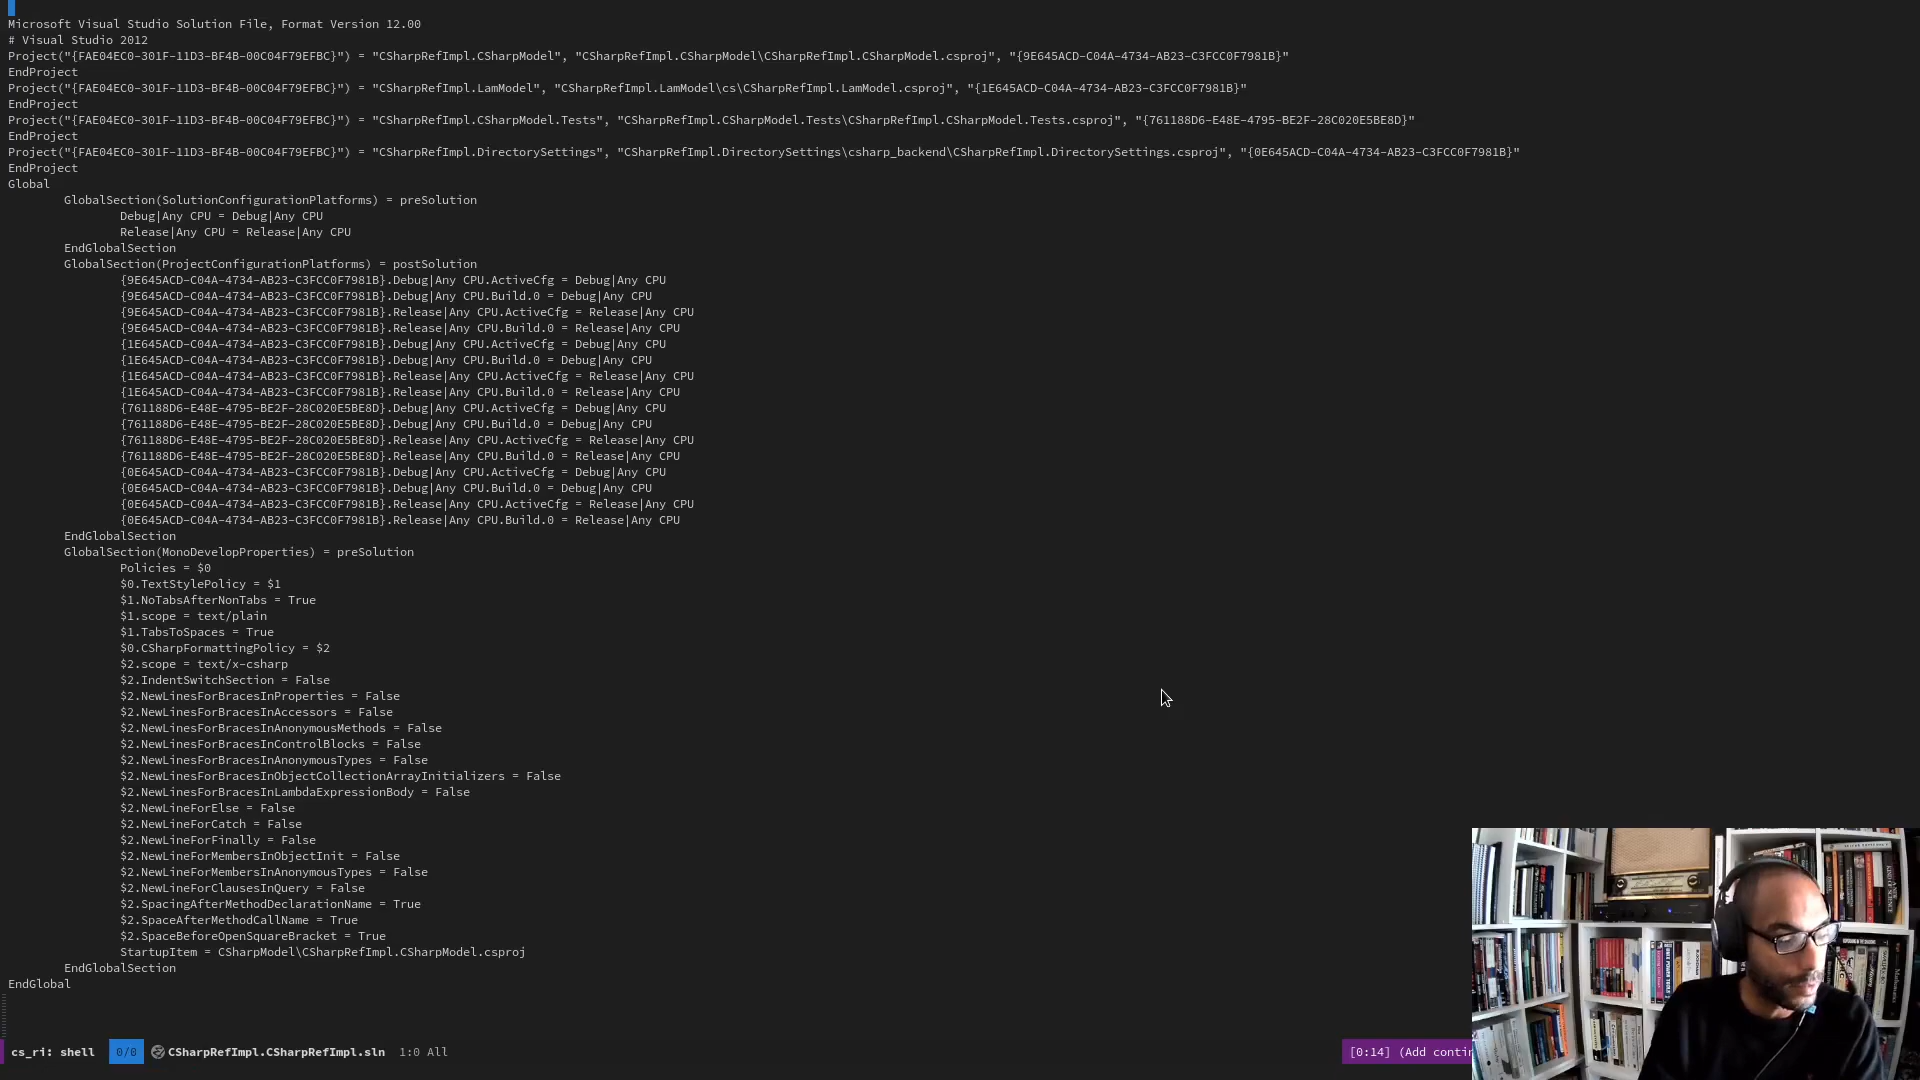 Microsoft Visual Studio Solution File, Format Version 12.00
# Visual Studio 2012
Project("{FAE04EC0-301F-11D3-BF4B-00C04F79EFBC}") = "CSharpRefImpl.CSharpModel", "CSharpRefImpl.CSharpModel\CSharpRefImpl.CSharpModel.csproj", "{9E645ACD-C04A-4734-AB23-C3FCC0F7981B}"
EndProject
Project("{FAE04EC0-301F-11D3-BF4B-00C04F79EFBC}") = "CSharpRefImpl.LamModel", "CSharpRefImpl.LamModel\cs\CSharpRefImpl.LamModel.csproj", "{1E645ACD-C04A-4734-AB23-C3FCC0F7981B}"
EndProject
Project("{FAE04EC0-301F-11D3-BF4B-00C04F79EFBC}") = "CSharpRefImpl.CSharpModel.Tests", "CSharpRefImpl.CSharpModel.Tests\CSharpRefImpl.CSharpModel.Tests.csproj", "{761188D6-E48E-4795-BE2F-28C020E5BE8D}"
EndProject
Project("{FAE04EC0-301F-11D3-BF4B-00C04F79EFBC}") = "CSharpRefImpl.DirectorySettings", "CSharpRefImpl.DirectorySettings\csharp_backend\CSharpRefImpl.DirectorySettings.csproj", "{0E645ACD-C04A-4734-AB23-C3FCC0F7981B}"
EndProject
Global
GlobalSection(SolutionConfigurationPlatforms) = preSolution
Debug|Any CPU = Debug|Any CPU
Release|Any CPU = Release|Any CPU
EndGlobalSection
GlobalSection(ProjectConfigurationPlatforms) = postSolution
{9E645ACD-C04A-4734-AB23-C3FCC0F7981B}.Debug|Any CPU.ActiveCfg = Debug|Any CPU
{9E645ACD-C04A-4734-AB23-C3FCC0F7981B}.Debug|Any CPU.Build.0 = Debug|Any CPU
{9E645ACD-C04A-4734-AB23-C3FCC0F7981B}.Release|Any CPU.ActiveCfg = Release|Any CPU
{9E645ACD-C04A-4734-AB23-C3FCC0F7981B}.Release|Any CPU.Build.0 = Release|Any CPU
{1E645ACD-C04A-4734-AB23-C3FCC0F7981B}.Debug|Any CPU.ActiveCfg = Debug|Any CPU
{1E645ACD-C04A-4734-AB23-C3FCC0F7981B}.Debug|Any CPU.Build.0 = Debug|Any CPU
{1E645ACD-C04A-4734-AB23-C3FCC0F7981B}.Release|Any CPU.ActiveCfg = Release|Any CPU
{1E645ACD-C04A-4734-AB23-C3FCC0F7981B}.Release|Any CPU.Build.0 = Release|Any CPU
{761188D6-E48E-4795-BE2F-28C020E5BE8D}.Debug|Any CPU.ActiveCfg = Debug|Any CPU
{761188D6-E48E-4795-BE2F-28C020E5BE8D}.Debug|Any CPU.Build.0 = Debug|Any CPU
{761188D6-E48E-4795-BE2F-28C020E5BE8D}.Release|Any CPU.ActiveCfg = Release|Any CPU
{761188D6-E48E-4795-BE2F-28C020E5BE8D}.Release|Any CPU.Build.0 = Release|Any CPU
{0E645ACD-C04A-4734-AB23-C3FCC0F7981B}.Debug|Any CPU.ActiveCfg = Debug|Any CPU
{0E645ACD-C04A-4734-AB23-C3FCC0F7981B}.Debug|Any CPU.Build.0 = Debug|Any CPU
{0E645ACD-C04A-4734-AB23-C3FCC0F7981B}.Release|Any CPU.ActiveCfg = Release|Any CPU
{0E645ACD-C04A-4734-AB23-C3FCC0F7981B}.Release|Any CPU.Build.0 = Release|Any CPU
EndGlobalSection
GlobalSection(MonoDevelopProperties) = preSolution
Policies = $0
$0.TextStylePolicy = $1
$1.NoTabsAfterNonTabs = True
$1.scope = text/plain
$1.TabsToSpaces = True
$0.CSharpFormattingPolicy = $2
$2.scope = text/x-csharp
$2.IndentSwitchSection = False
$2.NewLinesForBracesInProperties = False
$2.NewLinesForBracesInAccessors = False
$2.NewLinesForBracesInAnonymousMethods = False
$2.NewLinesForBracesInControlBlocks = False
$2.NewLinesForBracesInAnonymousTypes = False
$2.NewLinesForBracesInObjectCollectionArrayInitializers = False
$2.NewLinesForBracesInLambdaExpressionBody = False
$2.NewLineForElse = False
$2.NewLineForCatch = False
$2.NewLineForFinally = False
$2.NewLineForMembersInObjectInit = False
$2.NewLineForMembersInAnonymousTypes = False
$2.NewLineForClausesInQuery = False
$2.SpacingAfterMethodDeclarationName = True
$2.SpaceAfterMethodCallName = True
$2.SpaceBeforeOpenSquareBracket = True
StartupItem = CSharpModel\CSharpRefImpl.CSharpModel.csproj
EndGlobalSection
EndGlobal
cs_ri: shell 0/0 CSharpRefImpl.CSharpRefImpl.sln 1:0 All [0:14] (Add contin